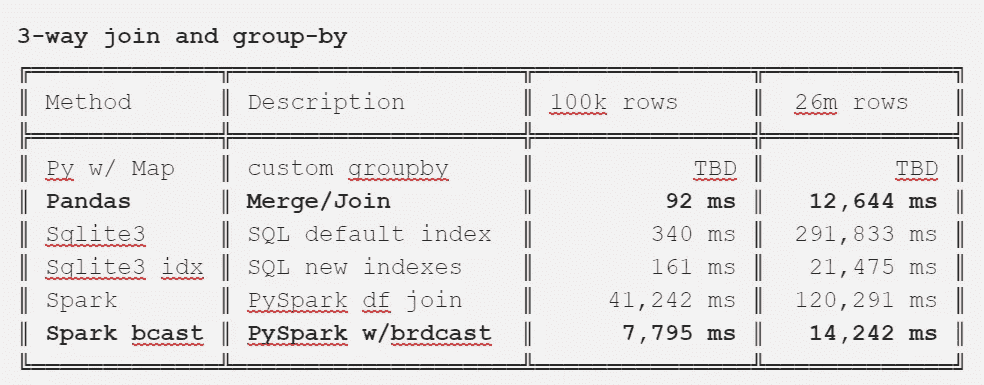 3-way join and group-by
Method Description 100k rows 26m rows
Py w/ Map custom groupby TBD TBD
Pandas Merge/Join 92 ms 12,644 ms
Sqlite3 SQL default index 340 ms 291,833 ms
Sqlite3 idx SQL new indexes 161 ms 21,475 ms
Spark PySpark df join 41,242 ms 120,291 ms
Spark bcast PySpark w/brdcast 7,795 ms 14,242 ms